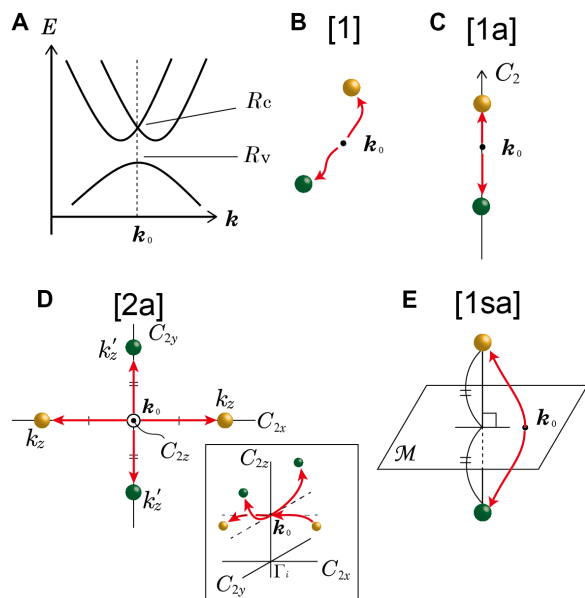 A
E
Rc
Rv
k₀
k
B
[1]
k₀
C
[1a]
C₂
k₀
D
[2a]
C₂y
k′z
k₀
kz
kz
C₂x
C₂z
k′z
C₂z
k₀
Γᵢ
C₂x
C₂y
E
[1sa]
k₀
ℳ